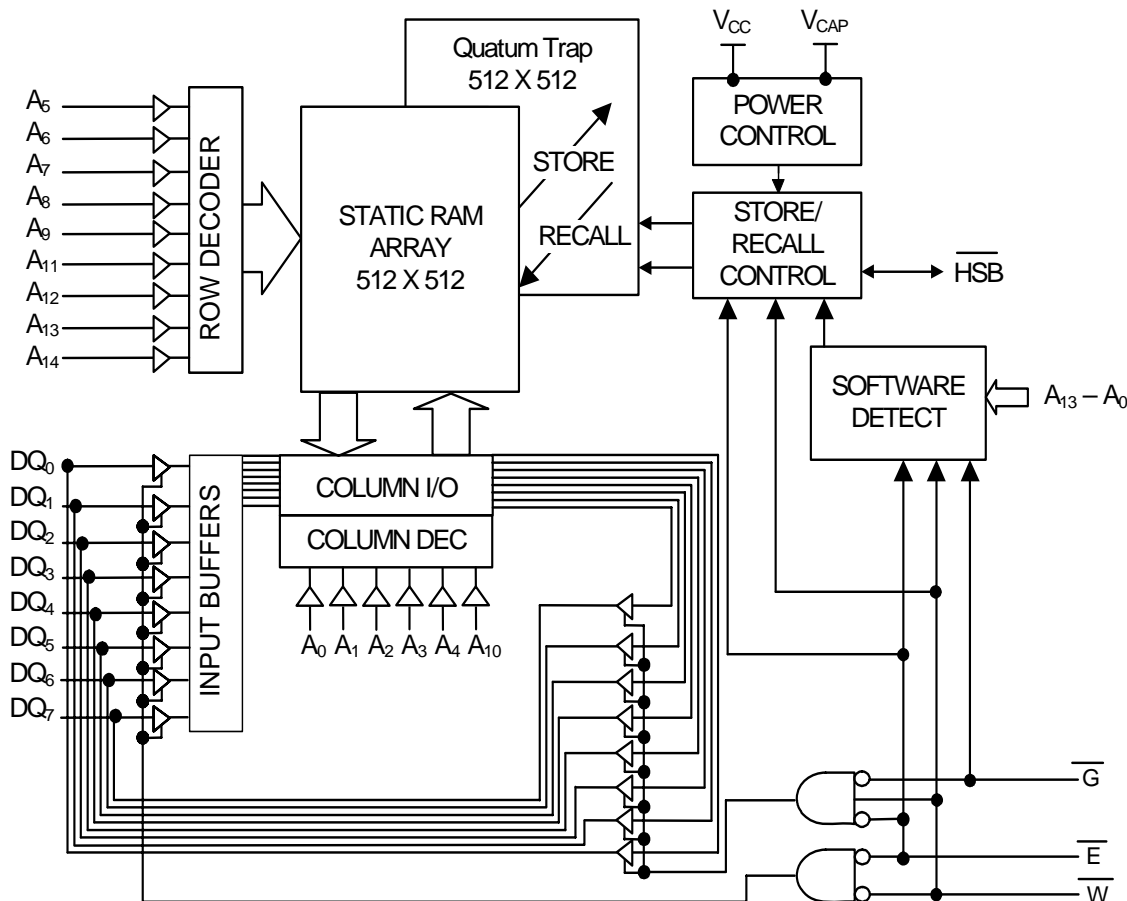 V_CC
V_CAP
Quatum Trap
512 X 512
POWER
CONTROL
A_5
A_6
A_7
A_8
A_9
A_11
A_12
A_13
A_14
ROW DECODER
STATIC RAM
ARRAY
512 X 512
STORE
RECALL
STORE/
RECALL
CONTROL
HSB
SOFTWARE
DETECT
A_13 – A_0
DQ_0
DQ_1
DQ_2
DQ_3
DQ_4
DQ_5
DQ_6
DQ_7
INPUT BUFFERS
COLUMN I/O
COLUMN DEC
A_0 A_1 A_2 A_3 A_4 A_10
G
E
W